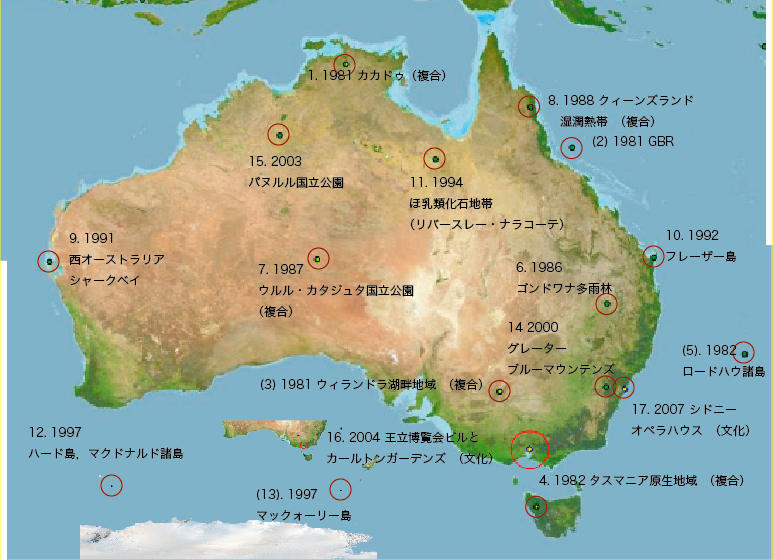 1. 1981 カカドゥ（複合）
8. 1988 クィーンズランド
湿潤熱帯 （複合）
(2) 1981 GBR
15. 2003
パヌルル国立公園
11. 1994
ほ乳類化石地帯
（リバースレー・ナラコーテ）
9. 1991
西オーストラリア
シャークベイ
10. 1992
フレーザー島
7. 1987
ウルル・カタジュタ国立公園
（複合）
6. 1986
ゴンドワナ多雨林
14 2000
グレーター
ブルーマウンテンズ
(5). 1982
ロードハウ諸島
(3) 1981 ウィランドラ湖畔地域 （複合）
17. 2007 シドニー
オペラハウス （文化）
12. 1997
ハード島，マクドナルド諸島
16. 2004 王立博覧会ビルと
カールトンガーデンズ （文化）
4. 1982 タスマニア原生地域 （複合）
(13). 1997
マックォーリー島